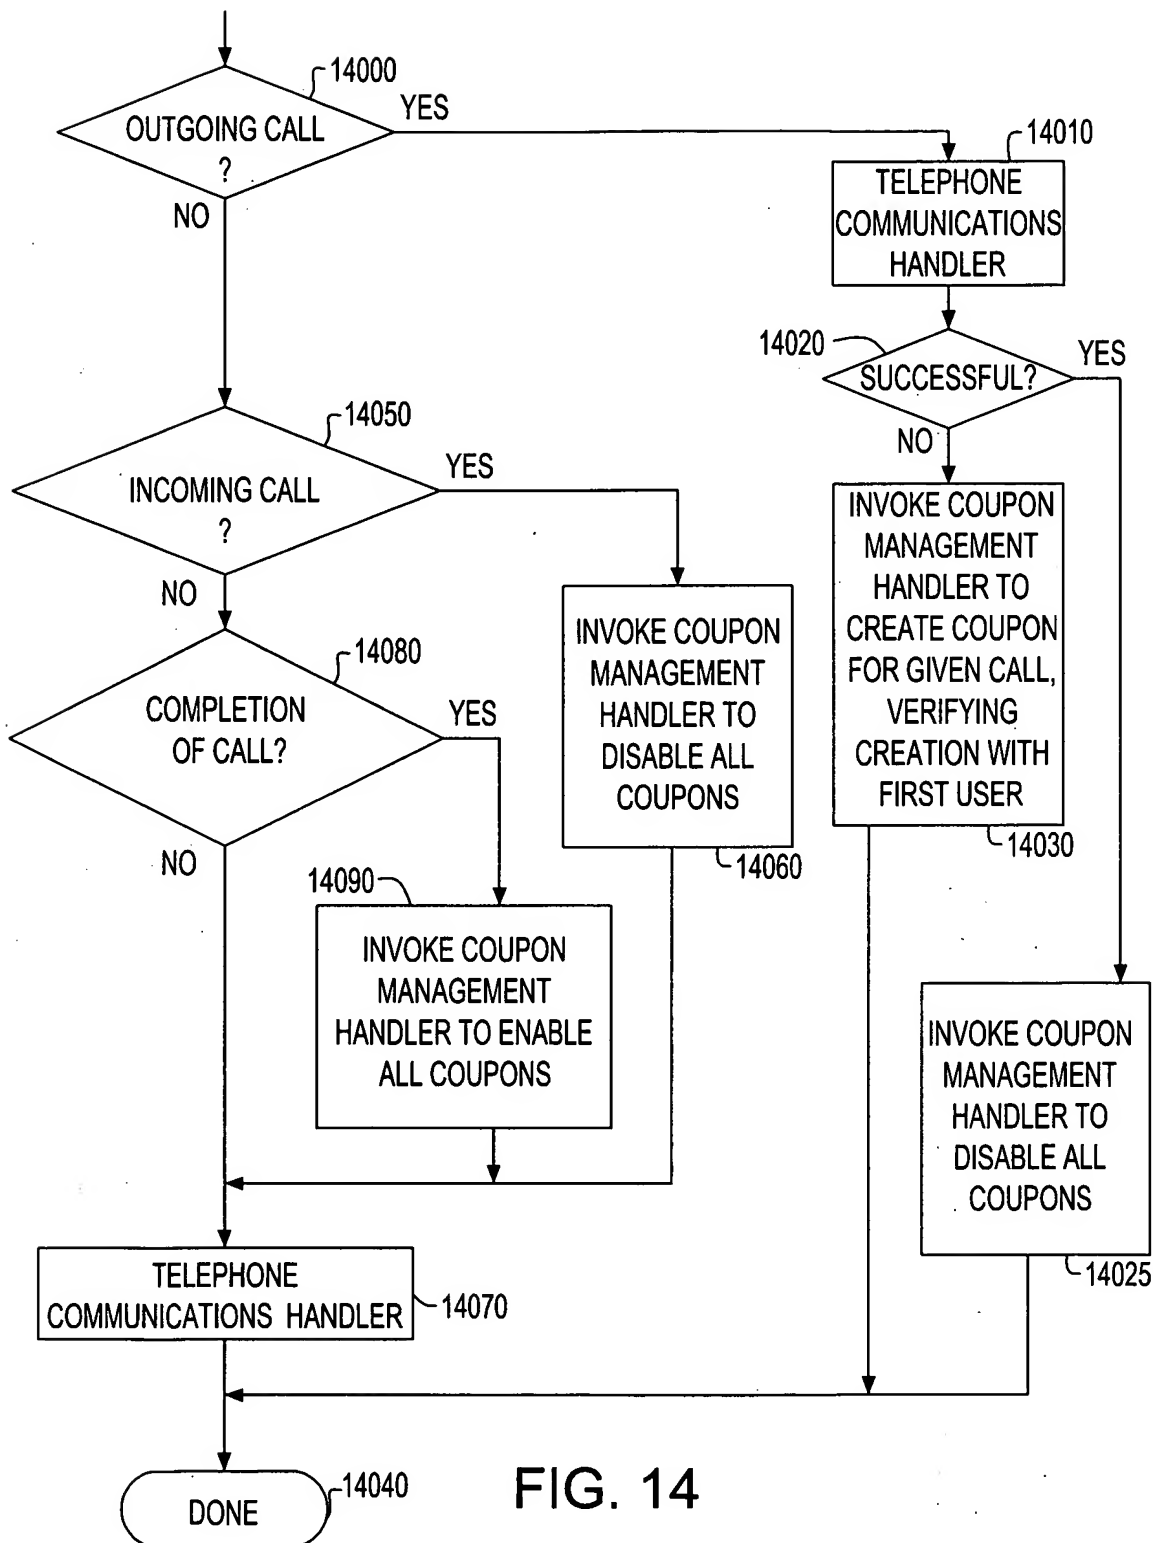 14000
OUTGOING CALL
?
YES
NO
14010
TELEPHONE
COMMUNICATIONS
HANDLER
14020
SUCCESSFUL?
YES
NO
14050
INCOMING CALL
?
YES
NO
INVOKE COUPON
MANAGEMENT
HANDLER TO
CREATE COUPON
FOR GIVEN CALL,
VERIFYING
CREATION WITH
FIRST USER
14030
INVOKE COUPON
MANAGEMENT
HANDLER TO
DISABLE ALL
COUPONS
14060
14080
COMPLETION
OF CALL?
YES
NO
14090
INVOKE COUPON
MANAGEMENT
HANDLER TO ENABLE
ALL COUPONS
INVOKE COUPON
MANAGEMENT
HANDLER TO
DISABLE ALL
COUPONS
14025
TELEPHONE
COMMUNICATIONS HANDLER
14070
DONE
14040
FIG. 14